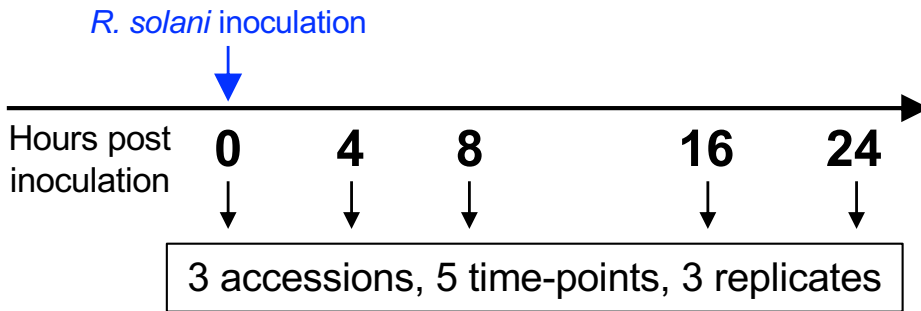 R. solani inoculation
Hours post
inoculation
0 4 8 16 24
3 accessions, 5 time-points, 3 replicates